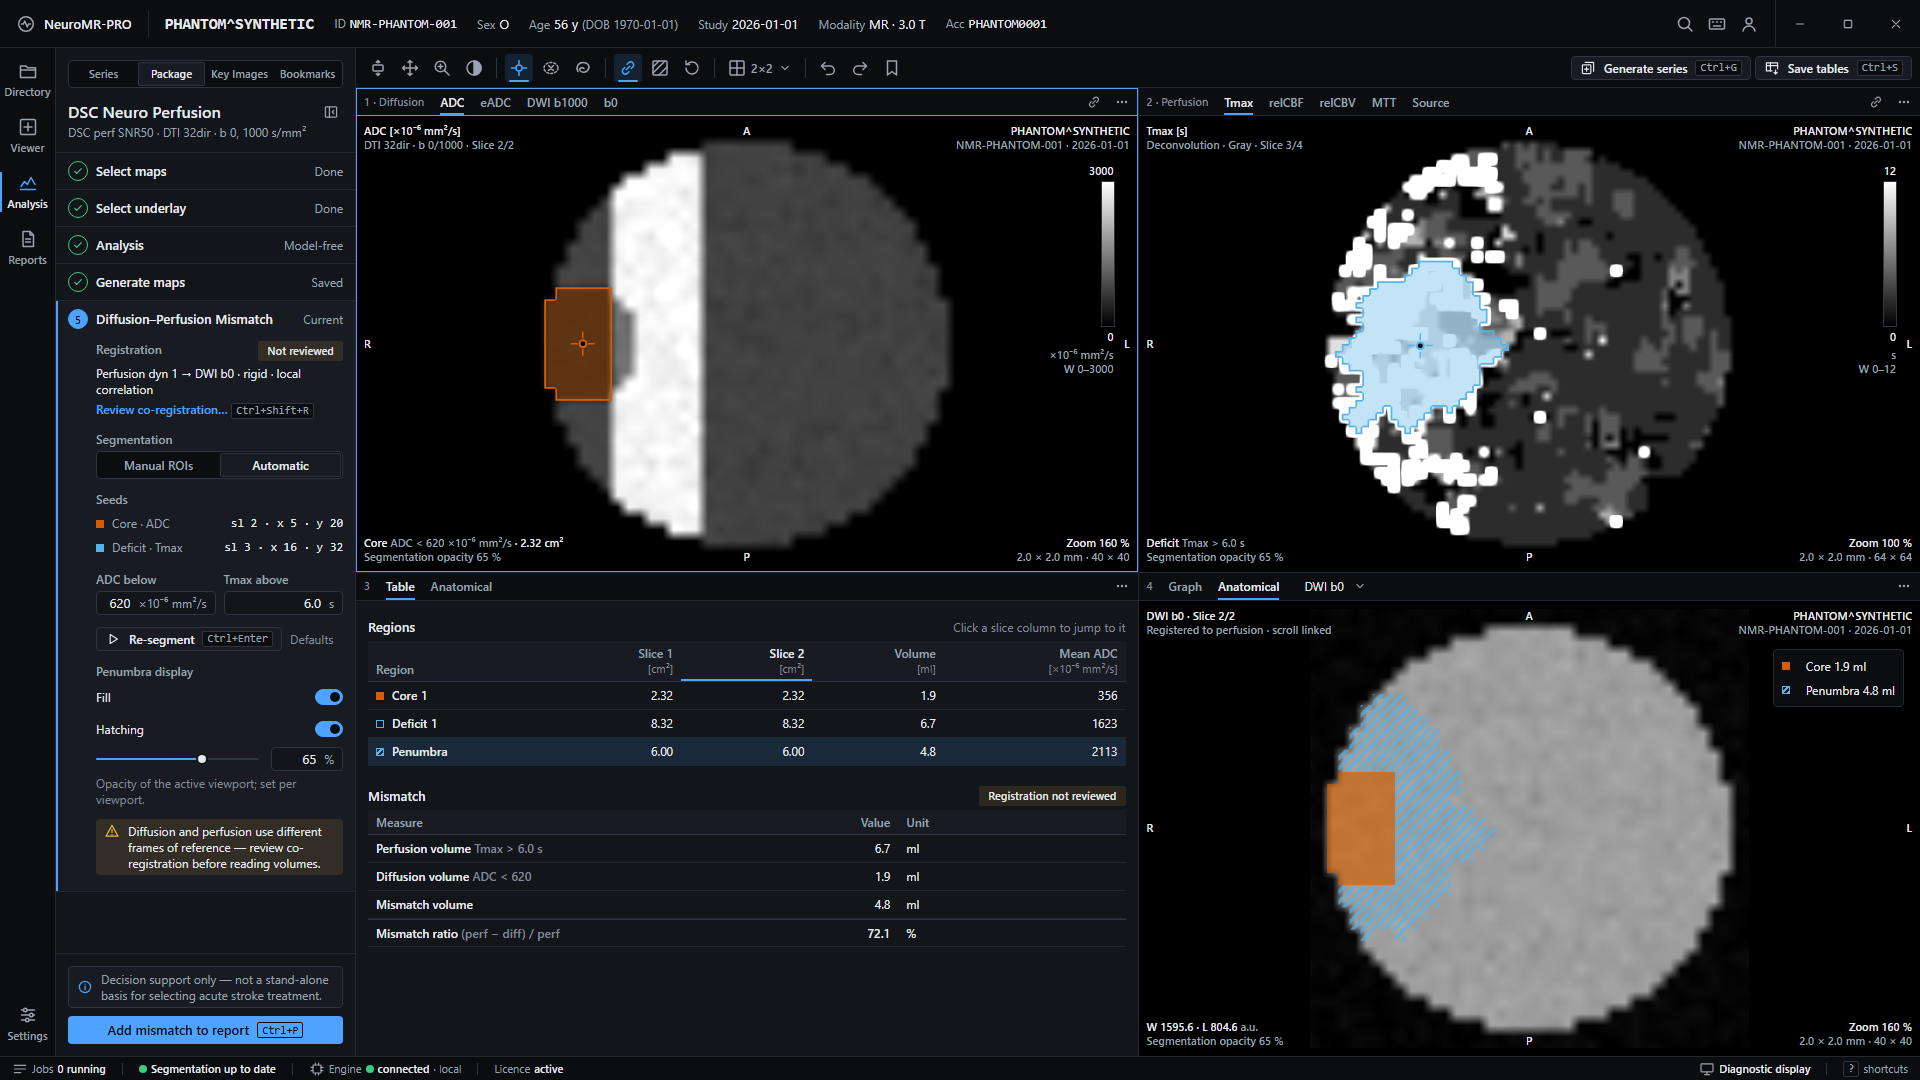 NeuroMR-PRO
PHANTOM^SYNTHETIC
ID NMR-PHANTOM-001
Sex O
Age 56 y (DOB 1970-01-01)
Study 2026-01-01
Modality MR · 3.0 T
Acc PHANTOM0001
Directory
Viewer
Analysis
Reports
Settings
Series
Package
Key Images
Bookmarks
DSC Neuro Perfusion
DSC perf SNR50 · DTI 32dir · b 0, 1000 s/mm²
Select maps Done
Select underlay Done
Analysis Model-free
Generate maps Saved
5 Diffusion–Perfusion Mismatch Current
Registration Not reviewed
Perfusion dyn 1 → DWI b0 · rigid · local
correlation
Review co-registration... Ctrl+Shift+R
Segmentation
Manual ROIs Automatic
Seeds
Core · ADC sl 2 · x 5 · y 20
Deficit · Tmax sl 3 · x 16 · y 32
ADC below Tmax above
620 ×10⁻⁶ mm²/s 6.0 s
Re-segment Ctrl+Enter Defaults
Penumbra display
Fill
Hatching
65 %
Opacity of the active viewport; set per
viewport.
Diffusion and perfusion use different
frames of reference — review co-
registration before reading volumes.
Decision support only — not a stand-alone
basis for selecting acute stroke treatment.
Add mismatch to report Ctrl+P
2×2
Generate series Ctrl+G
Save tables Ctrl+S
1 · Diffusion ADC eADC DWI b1000 b0
ADC [×10⁻⁶ mm²/s]
DTI 32dir · b 0/1000 · Slice 2/2
A
PHANTOM^SYNTHETIC
NMR-PHANTOM-001 · 2026-01-01
3000
0
×10⁻⁶ mm²/s
W 0–3000
R
L
Core ADC < 620 ×10⁻⁶ mm²/s · 2.32 cm²
Segmentation opacity 65 %
P
Zoom 160 %
2.0 × 2.0 mm · 40 × 40
2 · Perfusion Tmax relCBF relCBV MTT Source
Tmax [s]
Deconvolution · Gray · Slice 3/4
A
PHANTOM^SYNTHETIC
NMR-PHANTOM-001 · 2026-01-01
12
0
s
W 0–12
R
L
Deficit Tmax > 6.0 s
Segmentation opacity 65 %
P
Zoom 100 %
2.0 × 2.0 mm · 64 × 64
3 Table Anatomical
Regions Click a slice column to jump to it
Region Slice 1 [cm²] Slice 2 [cm²] Volume [ml] Mean ADC [×10⁻⁶ mm²/s]
Core 1 2.32 2.32 1.9 356
Deficit 1 8.32 8.32 6.7 1623
Penumbra 6.00 6.00 4.8 2113
Mismatch Registration not reviewed
Measure Value Unit
Perfusion volume Tmax > 6.0 s 6.7 ml
Diffusion volume ADC < 620 1.9 ml
Mismatch volume 4.8 ml
Mismatch ratio (perf − diff) / perf 72.1 %
4 Graph Anatomical DWI b0
DWI b0 · Slice 2/2
Registered to perfusion · scroll linked
A
PHANTOM^SYNTHETIC
NMR-PHANTOM-001 · 2026-01-01
Core 1.9 ml
Penumbra 4.8 ml
R
L
W 1595.6 · L 804.6 a.u.
Segmentation opacity 65 %
P
Zoom 160 %
2.0 × 2.0 mm · 40 × 40
Jobs 0 running
Segmentation up to date
Engine connected · local
Licence active
Diagnostic display
? shortcuts